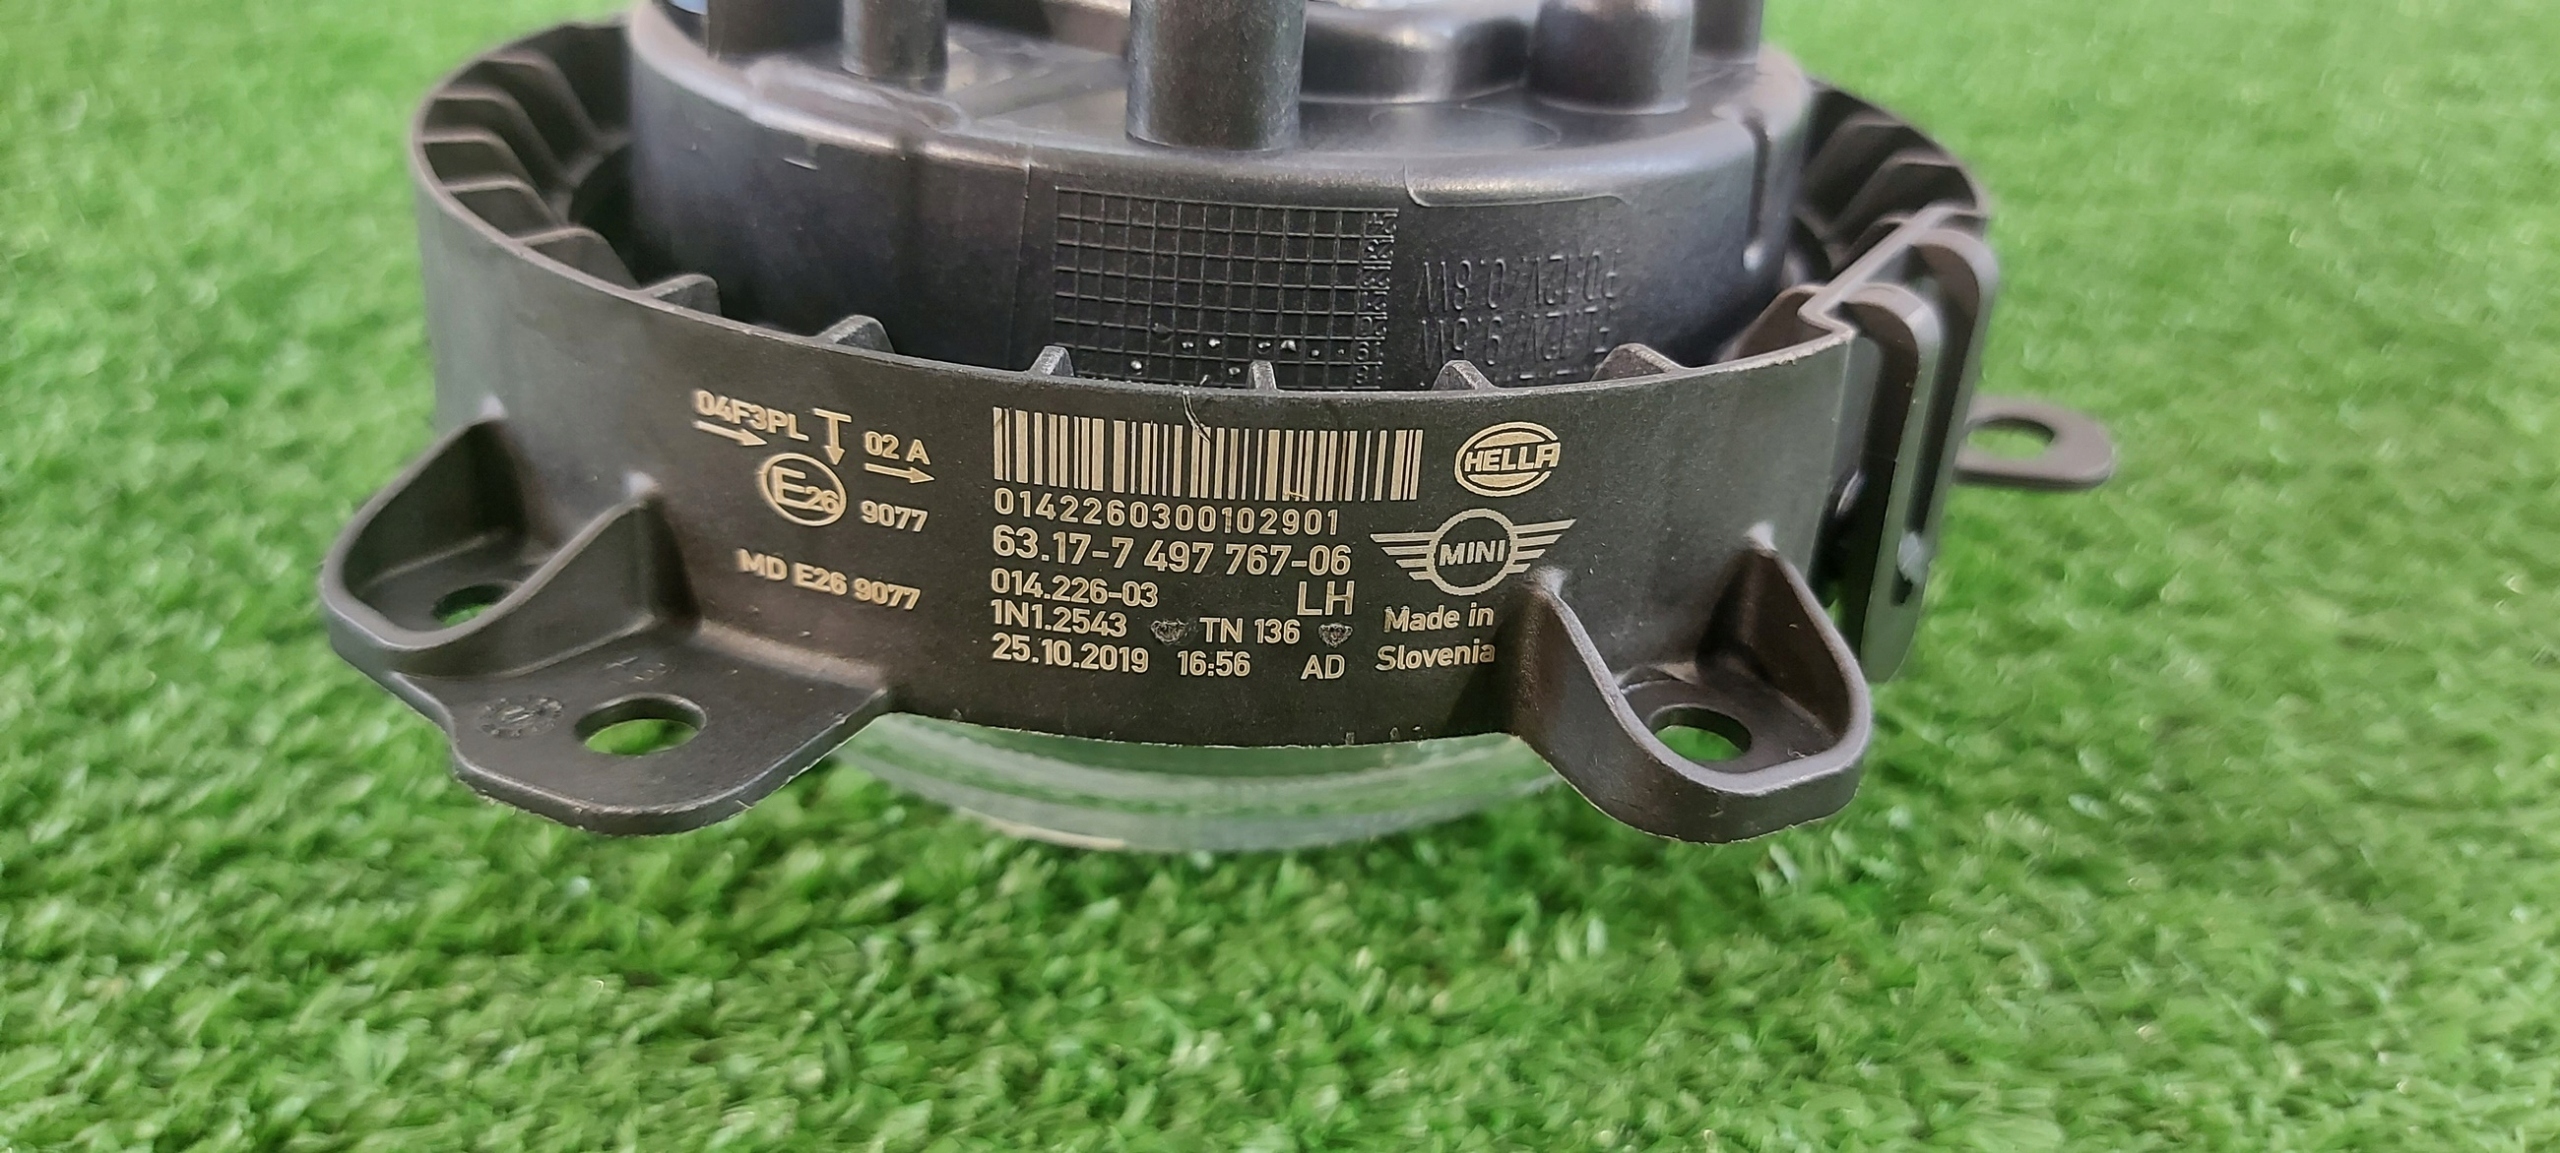 04F3PL T 02 A
E26 9077
MD E26 9077
0142260300102901
63.17-7 497 767-06
014.226-03 LH
1N1.2543 TN 136
25.10.2019 16:56 AD
HELLA
MINI
Made in
Slovenia